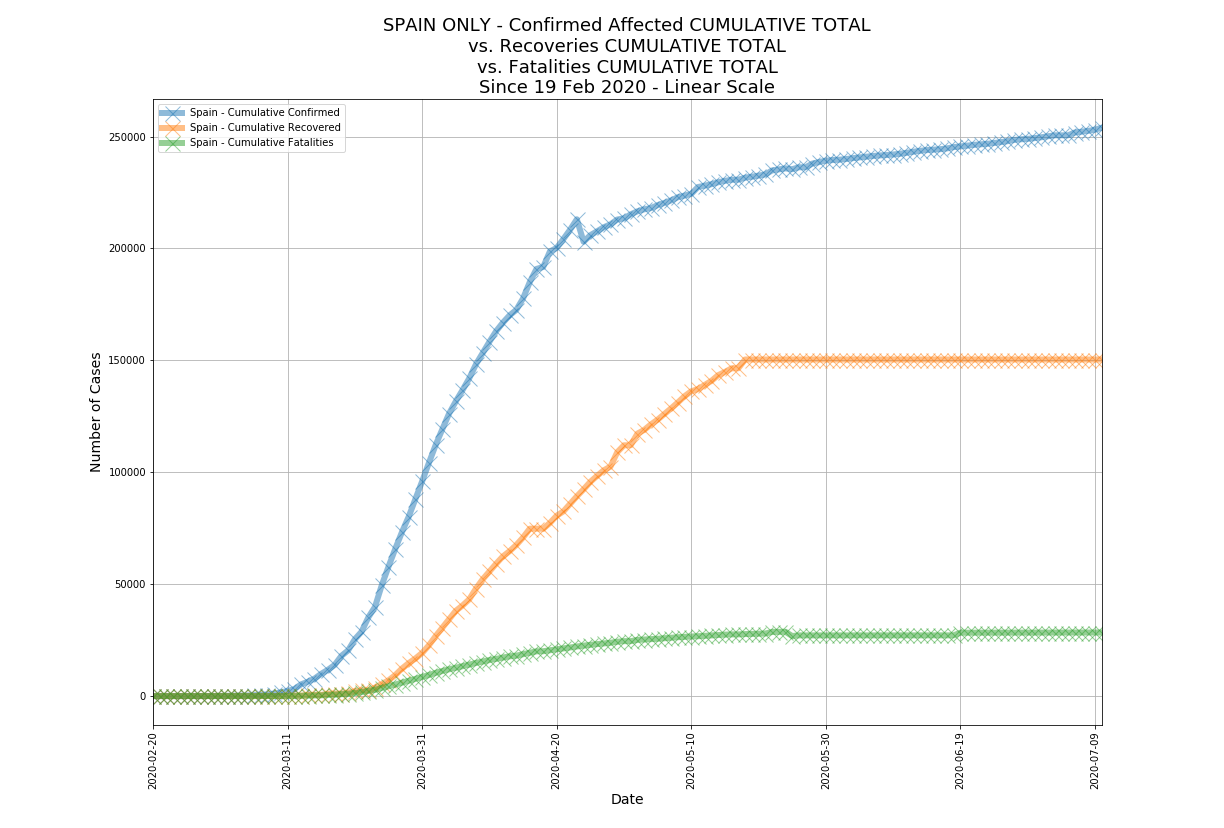 SPAIN ONLY - Confirmed Affected CUMULATIVE TOTAL
vs. Recoveries CUMULATIVE TOTAL
vs. Fatalities CUMULATIVE TOTAL
Since 19 Feb 2020 - Linear Scale
Spain - Cumulative Confirmed
Spain - Cumulative Recovered
Spain - Cumulative Fatalities
Number of Cases
250000
200000
150000
100000
50000
0
2020-02-20
2020-03-11
2020-03-31
2020-04-20
2020-05-10
2020-05-30
2020-06-19
2020-07-09
Date